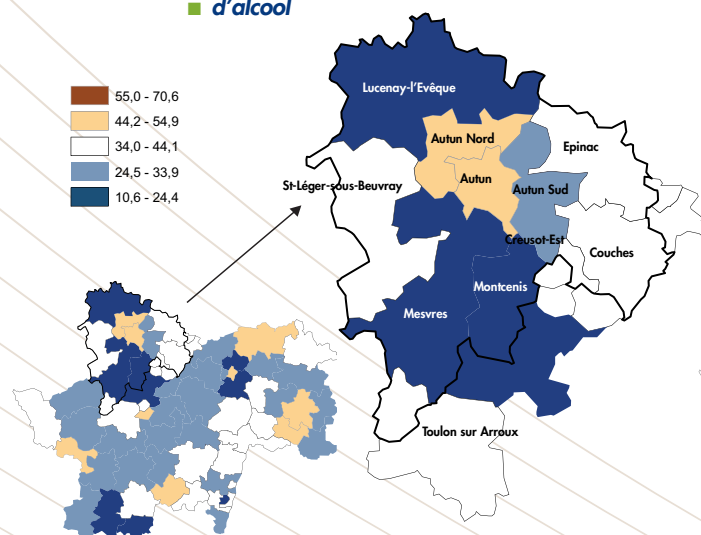 d'alcool
55,0 - 70,6
44,2 - 54,9
34,0 - 44,1
24,5 - 33,9
10,6 - 24,4
Lucenay-l'Evêque
Autun Nord
Epinac
St-Léger-sous-Beuvray
Autun
Autun Sud
Creusot-Est
Couches
Montcenis
Mesvres
Toulon sur Arroux